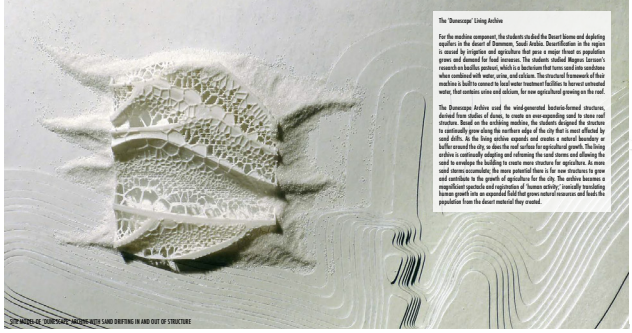 The 'Dunescape' Living Archive
For the machine component, the students studied the Desert biome and depleting
aquifers in the desert of Dammam, Saudi Arabia. Desertification in the region
is caused by irrigation and agriculture that pose a major threat as population
grows and demand for food increases. The students studied Magnus Larsson's
research on bacillus pasteuri, which is a bacterium that turns sand into sandstone
when combined with water, urine, and calcium. The structural framework of their
machine is built to connect to local water treatment facilities to harvest untreated
water, that contains urine and calcium, for new agricultural growing on the roof.
The Dunescape Archive used the wind-generated bacteria-formed structures,
derived from studies of dunes, to create an ever-expanding sand to stone roof
structure. Based on the archiving machine, the students designed the structure
to continually grow along the northern edge of the city that is most affected by
sand drifts. As the living archive expands and creates a natural boundary or
buffer around the city, so does the roof surface for agricultural growth. The living
archive is continually adapting and reframing the sand storms and allowing the
sand to envelope the building to create more structure for agriculture. As more
sand storms accumulate; the more potential there is for new structures to grow
and contribute to the growth of agriculture for the city. The archive becomes a
magnificent spectacle and registration of 'human activity,' ironically translating
human growth into an expanded field that grows natural resources and feeds the
population from the desert material they created.
SITE MODEL OF 'DUNESCAPE' ARCHIVE WITH SAND DRIFTING IN AND OUT OF STRUCTURE